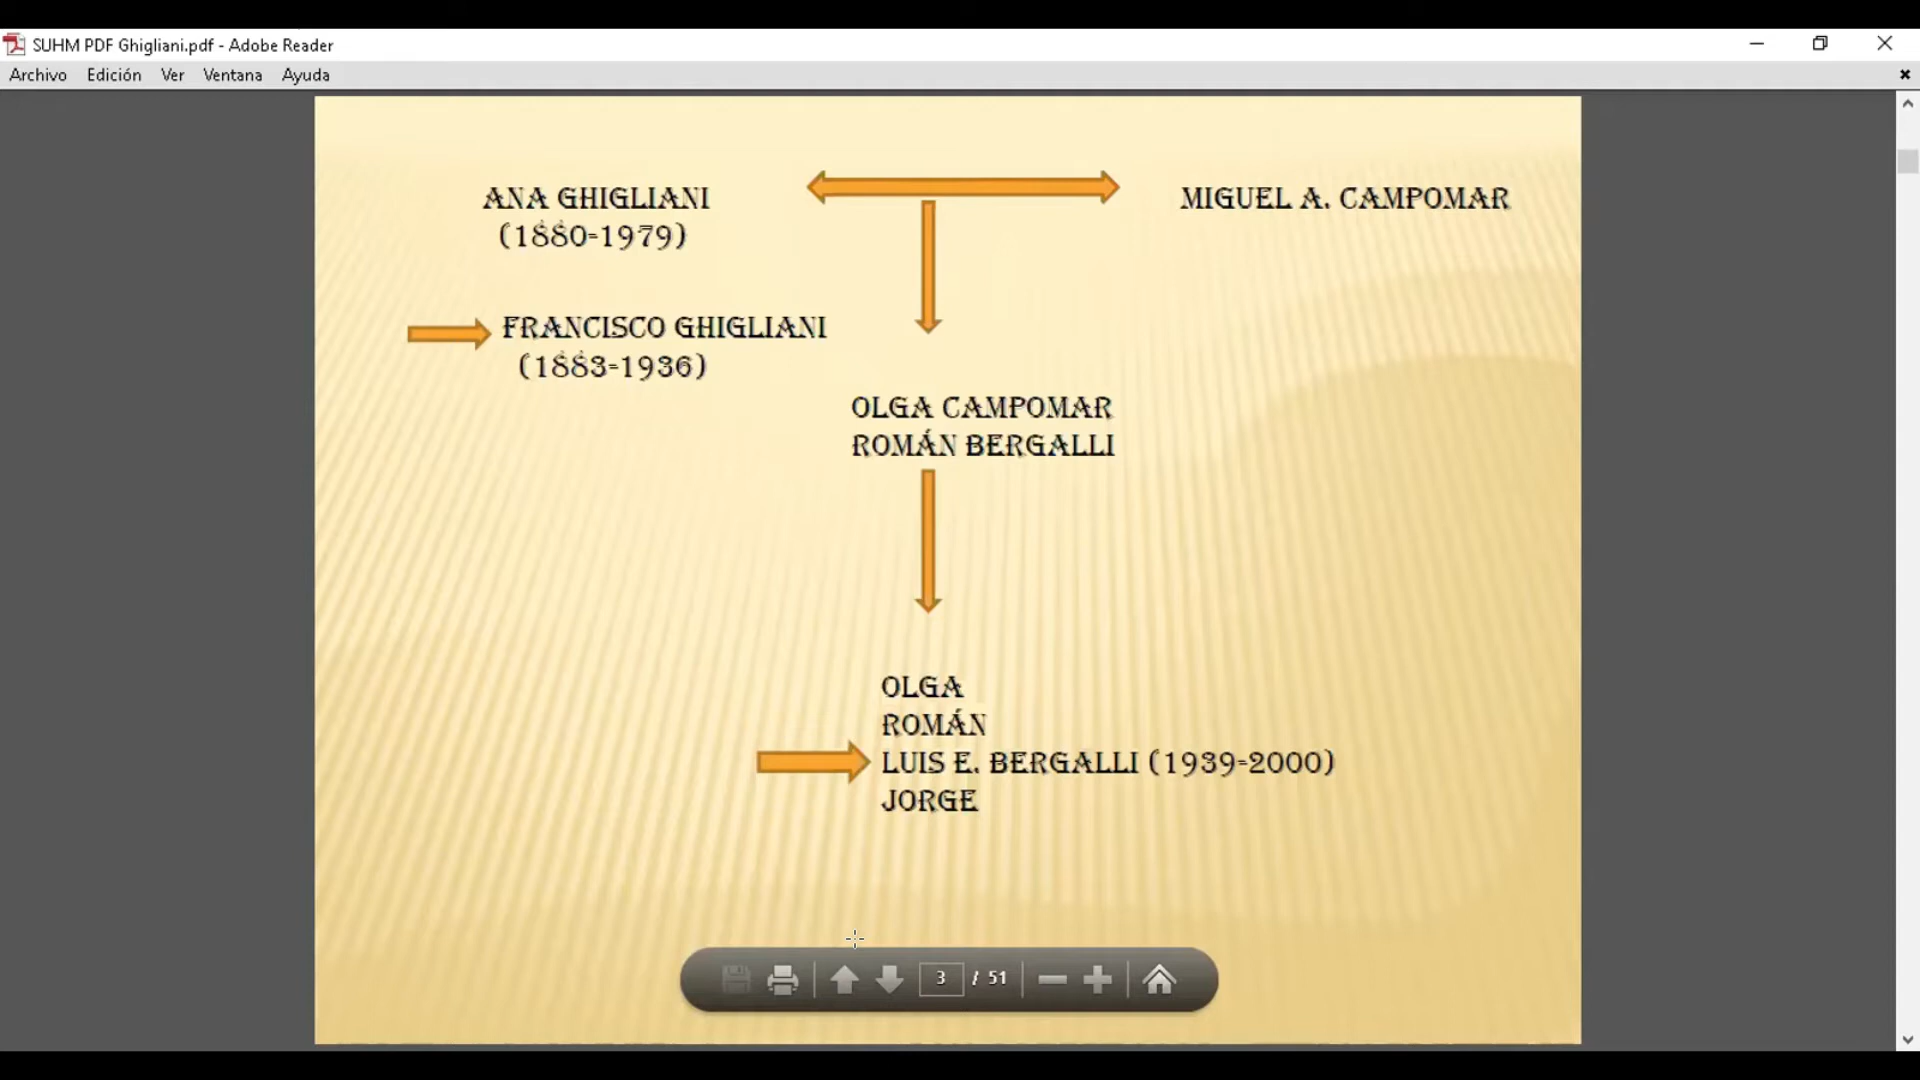 SUHM PDF Ghigliani.pdf - Adobe Reader
Archivo Edición Ver Ventana Ayuda
ANA GHIGLIANI
(1880-1979)
MIGUEL A. CAMPOMAR
FRANCISCO GHIGLIANI
(1883-1936)
OLGA CAMPOMAR
ROMÁN BERGALLI
OLGA
ROMÁN
LUIS E. BERGALLI (1939-2000)
JORGE
3 / 51